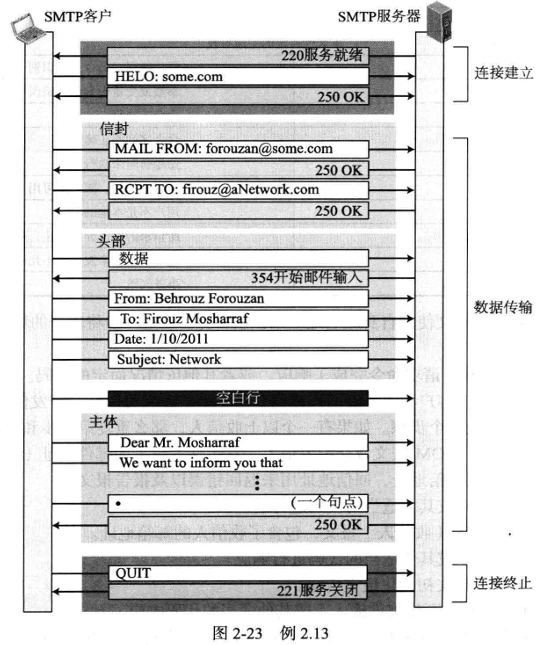 SMTP客户
SMTP服务器
220服务就绪
HELO: some.com
250 OK
连接建立
信封
MAIL FROM: forouzan@some.com
250 OK
RCPT TO: firouz@aNetwork.com
250 OK
头部
数据
354开始邮件输入
From: Behrouz Forouzan
To: Firouz Mosharraf
Date: 1/10/2011
Subject: Network
数据传输
空白行
主体
Dear Mr. Mosharraf
We want to inform you that
⋮
• (一个句点)
250 OK
QUIT
221服务关闭
连接终止
图 2-23 例 2.13